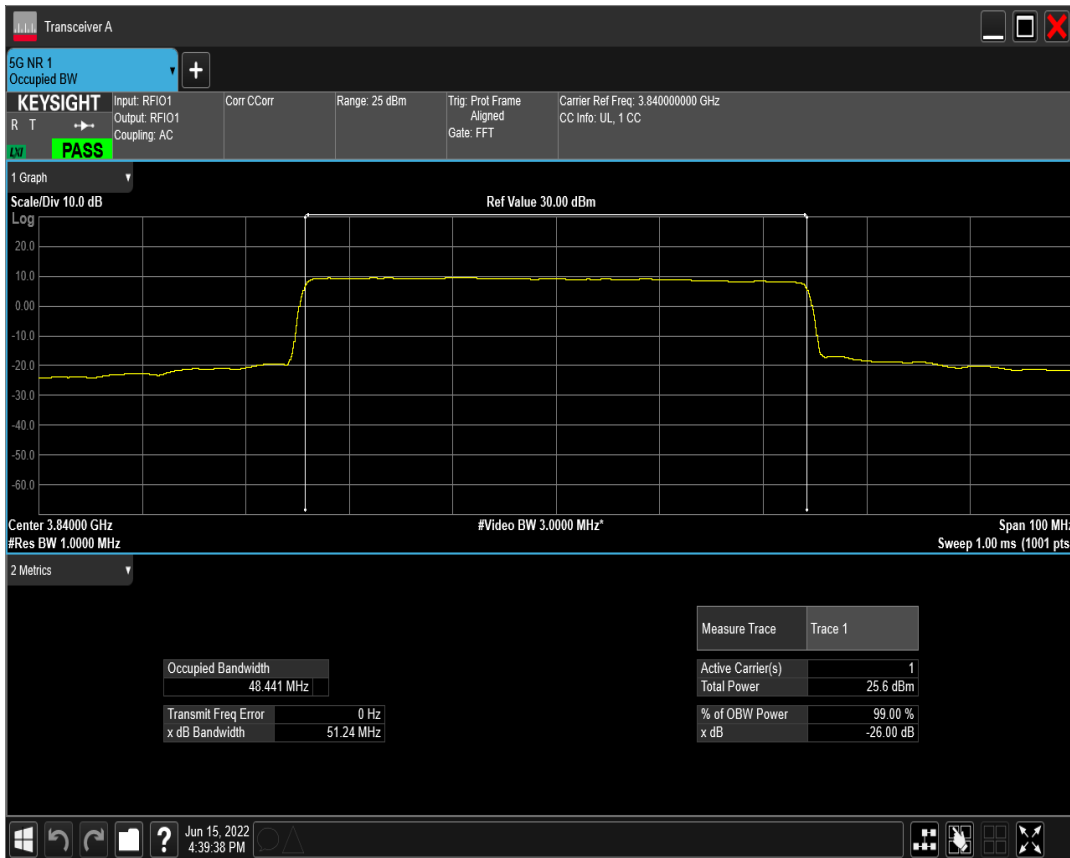 Transceiver A
5G NR 1
Occupied BW
+
KEYSIGHT
R T
LXI
PASS
Input: RFIO1
Output: RFIO1
Coupling: AC
Corr CCorr
Range: 25 dBm
Trig: Prot Frame
Aligned
Gate: FFT
Carrier Ref Freq: 3.840000000 GHz
CC Info: UL, 1 CC
1 Graph
Scale/Div 10.0 dB
Ref Value 30.00 dBm
Log
20.0
10.0
0.00
-10.0
-20.0
-30.0
-40.0
-50.0
-60.0
Center 3.84000 GHz
#Video BW 3.0000 MHz*
Span 100 MHz
#Res BW 1.0000 MHz
Sweep 1.00 ms (1001 pts
2 Metrics
Measure Trace Trace 1
Occupied Bandwidth
48.441 MHz
Active Carrier(s) 1
Total Power 25.6 dBm
Transmit Freq Error 0 Hz
x dB Bandwidth 51.24 MHz
% of OBW Power 99.00 %
x dB -26.00 dB
?
Jun 15, 2022
4:39:38 PM